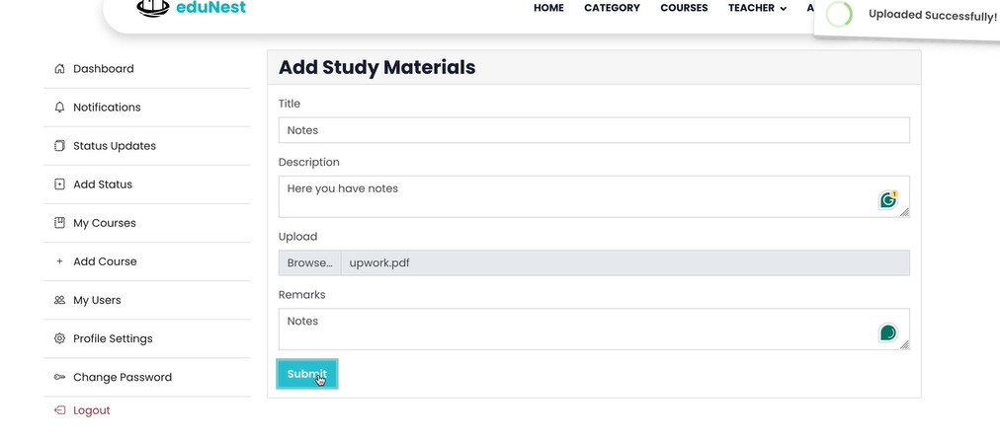 eduNest
HOME CATEGORY COURSES TEACHER A
Uploaded Successfully!
Dashboard
Notifications
Status Updates
Add Status
My Courses
Add Course
My Users
Profile Settings
Change Password
Logout
Add Study Materials
Title
Notes
Description
Here you have notes
1
Upload
Browse... upwork.pdf
Remarks
Notes
Submit